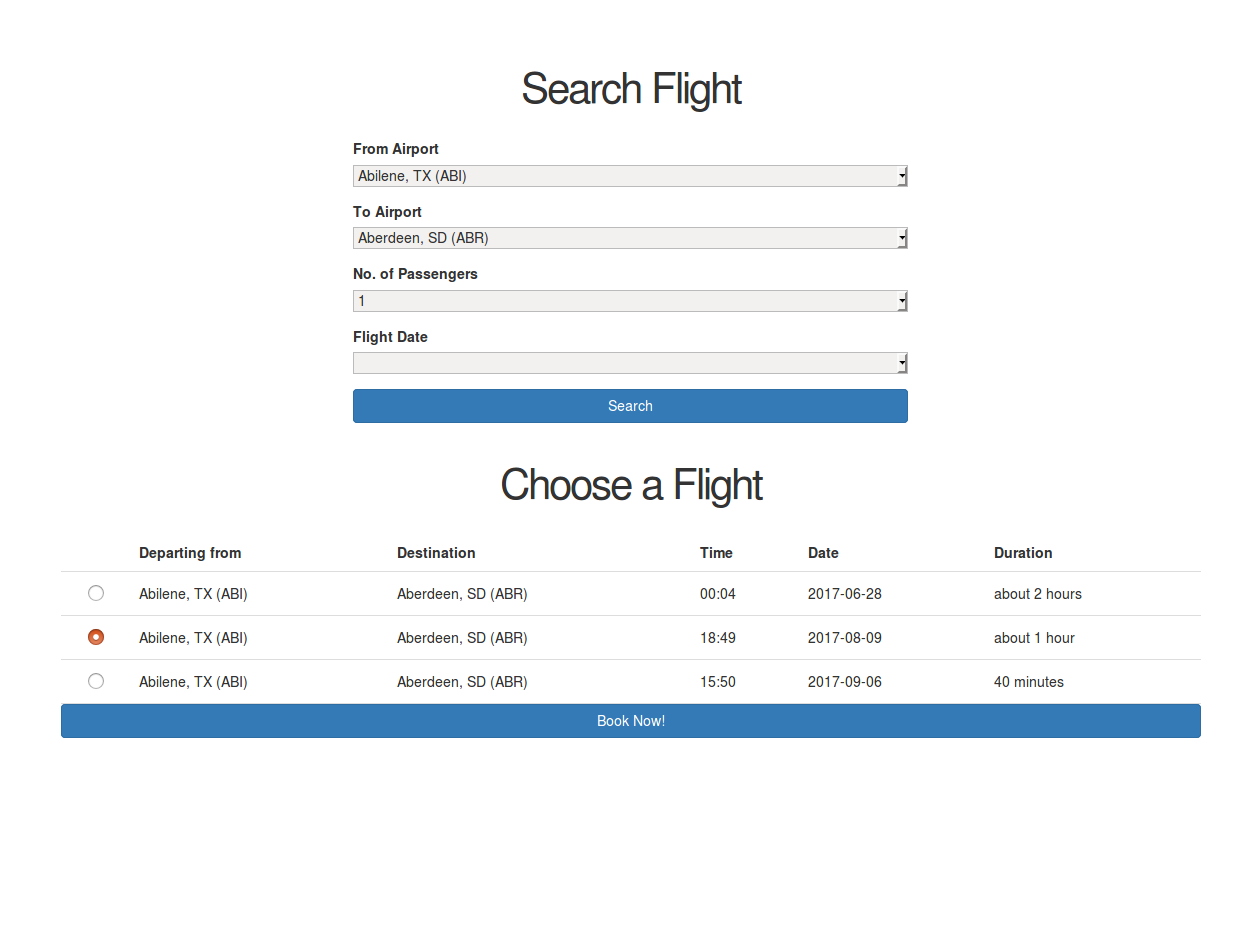 Search Flight
From Airport
Abilene, TX (ABI)
To Airport
Aberdeen, SD (ABR)
No. of Passengers
1
Flight Date
Search
Choose a Flight
Departing from Destination Time Date Duration
Abilene, TX (ABI) Aberdeen, SD (ABR) 00:04 2017-06-28 about 2 hours
Abilene, TX (ABI) Aberdeen, SD (ABR) 18:49 2017-08-09 about 1 hour
Abilene, TX (ABI) Aberdeen, SD (ABR) 15:50 2017-09-06 40 minutes
Book Now!